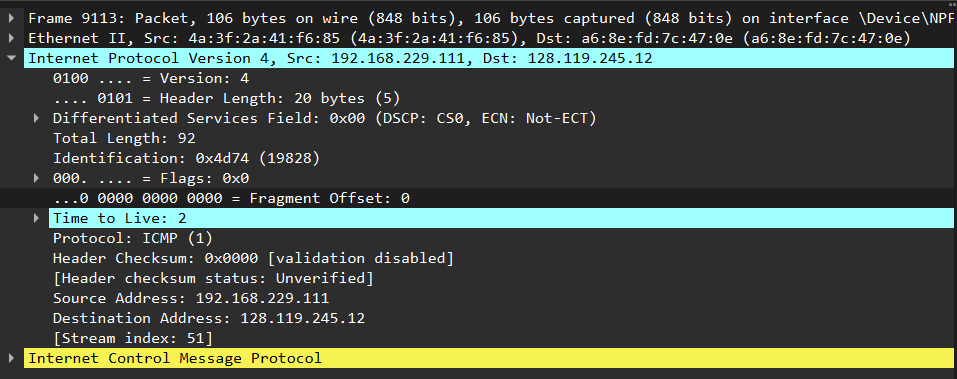 Frame 9113: Packet, 106 bytes on wire (848 bits), 106 bytes captured (848 bits) on interface \Device\NPF
Ethernet II, Src: 4a:3f:2a:41:f6:85 (4a:3f:2a:41:f6:85), Dst: a6:8e:fd:7c:47:0e (a6:8e:fd:7c:47:0e)
Internet Protocol Version 4, Src: 192.168.229.111, Dst: 128.119.245.12
0100 .... = Version: 4
.... 0101 = Header Length: 20 bytes (5)
Differentiated Services Field: 0x00 (DSCP: CS0, ECN: Not-ECT)
Total Length: 92
Identification: 0x4d74 (19828)
000. .... = Flags: 0x0
...0 0000 0000 0000 = Fragment Offset: 0
Time to Live: 2
Protocol: ICMP (1)
Header Checksum: 0x0000 [validation disabled]
[Header checksum status: Unverified]
Source Address: 192.168.229.111
Destination Address: 128.119.245.12
[Stream index: 51]
Internet Control Message Protocol